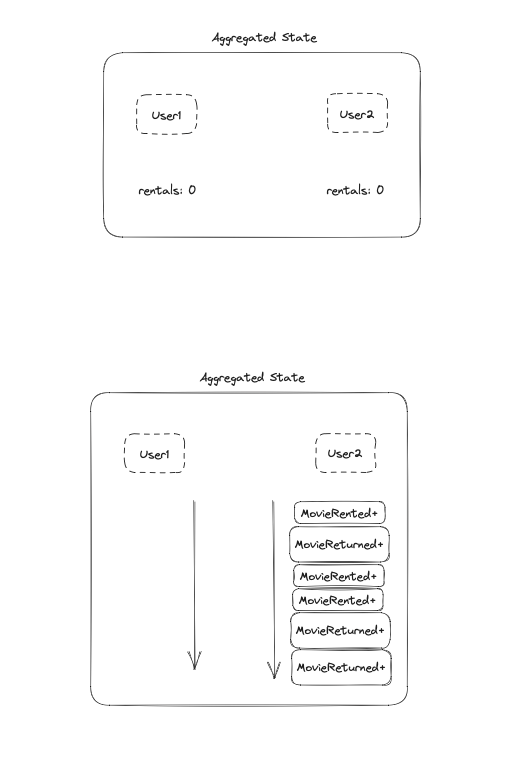 Aggregated State
User1
User2
rentals: 0
rentals: 0
Aggregated State
User1
User2
MovieRented+
MovieReturned+
MovieRented+
MovieRented+
MovieReturned+
MovieReturned+